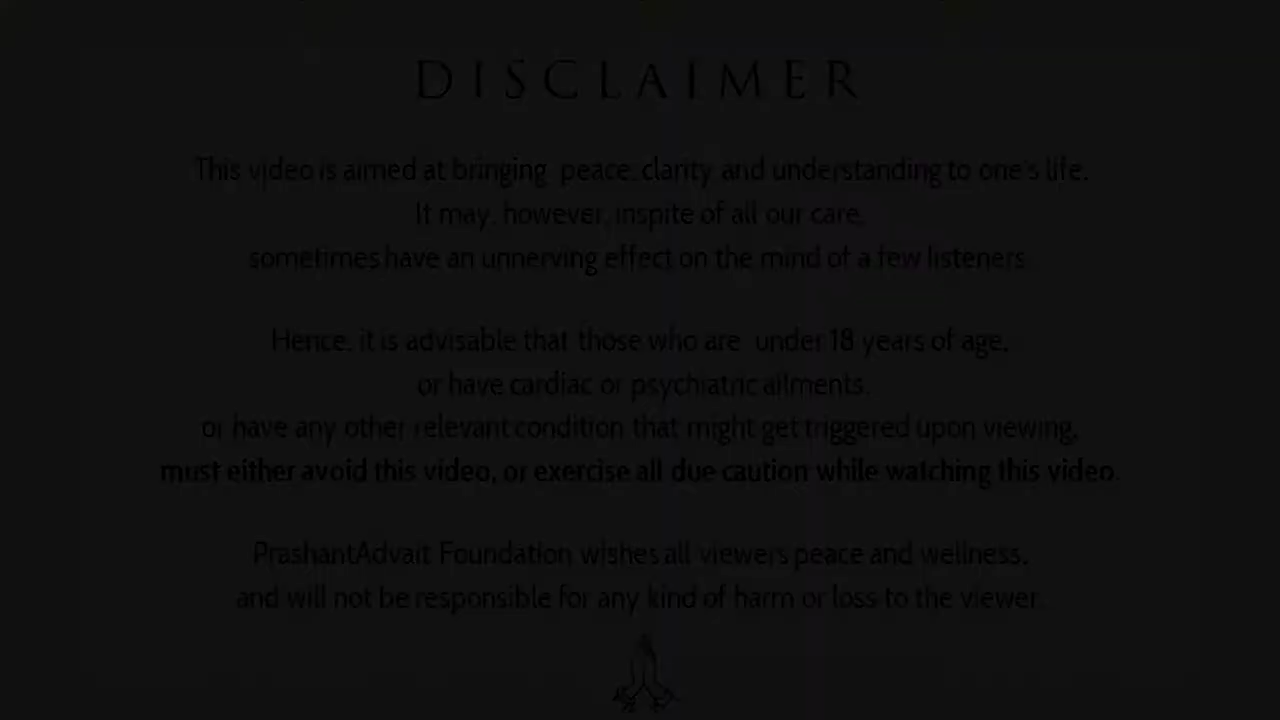 DISCLAIMER
This video is aimed at bringing peace, clarity and understanding to one's life.
It may, however, inspite of all our care,
sometimes have an unnerving effect on the mind of a few listeners.
Hence, it is advisable that those who are under 18 years of age,
or have cardiac or psychiatric ailments,
or have any other relevant condition that might get triggered upon viewing,
must either avoid this video, or exercise all due caution while watching this video.
PrashantAdvait Foundation wishes all viewers peace and wellness,
and will not be responsible for any kind of harm or loss to the viewer.